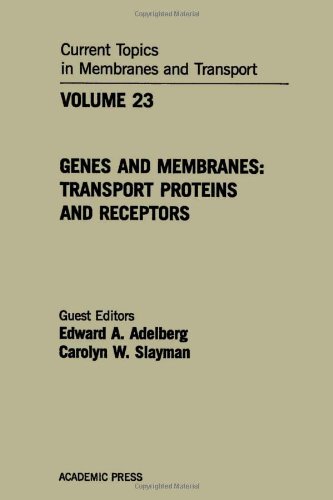 Current Topics
in Membranes and Transport
VOLUME 23
GENES AND MEMBRANES:
TRANSPORT PROTEINS
AND RECEPTORS
Guest Editors
Edward A. Adelberg
Carolyn W. Slayman
ACADEMIC PRESS